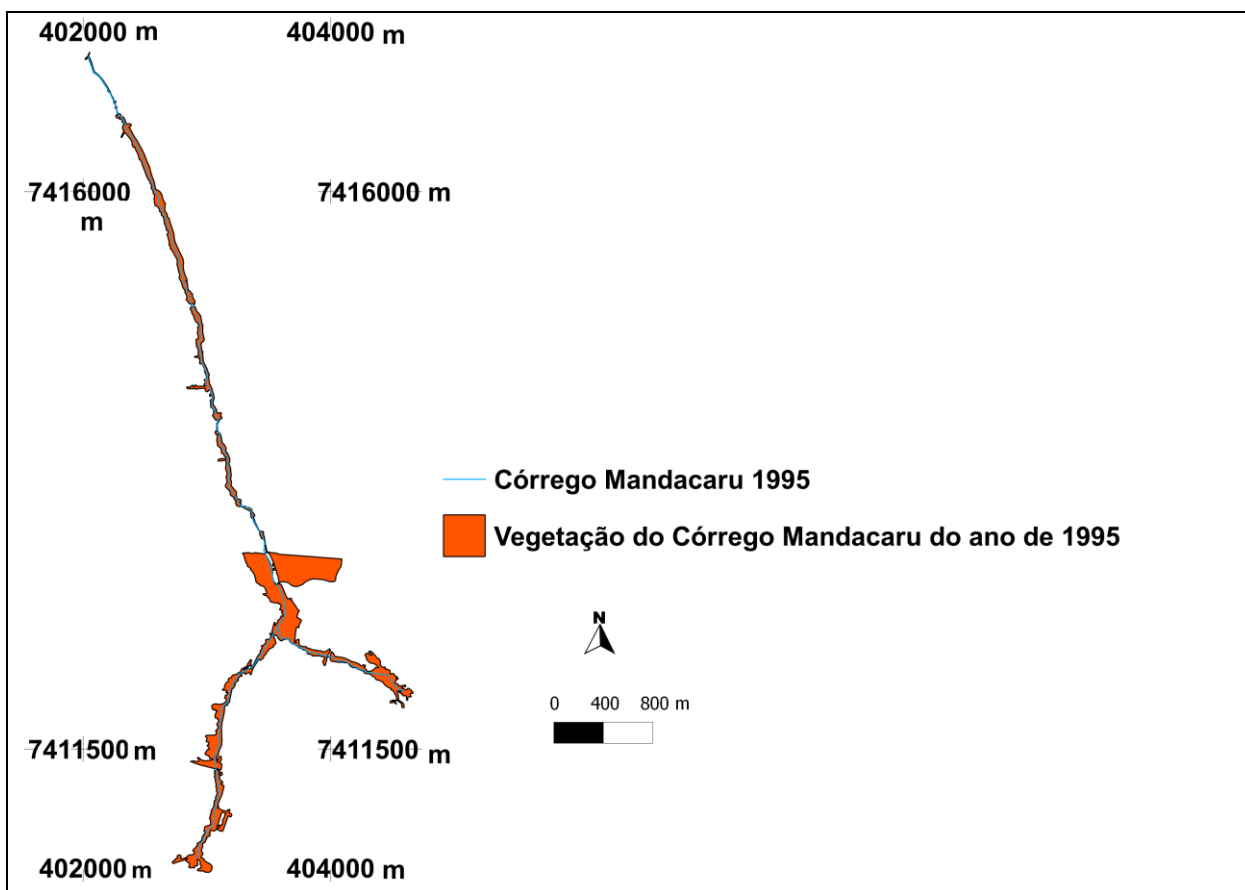 402000 m 404000 m
7416000 m 7416000 m
Córrego Mandacaru 1995
Vegetação do Córrego Mandacaru do ano de 1995
N
0 400 800 m
7411500 m 7411500 m
402000 m 404000 m